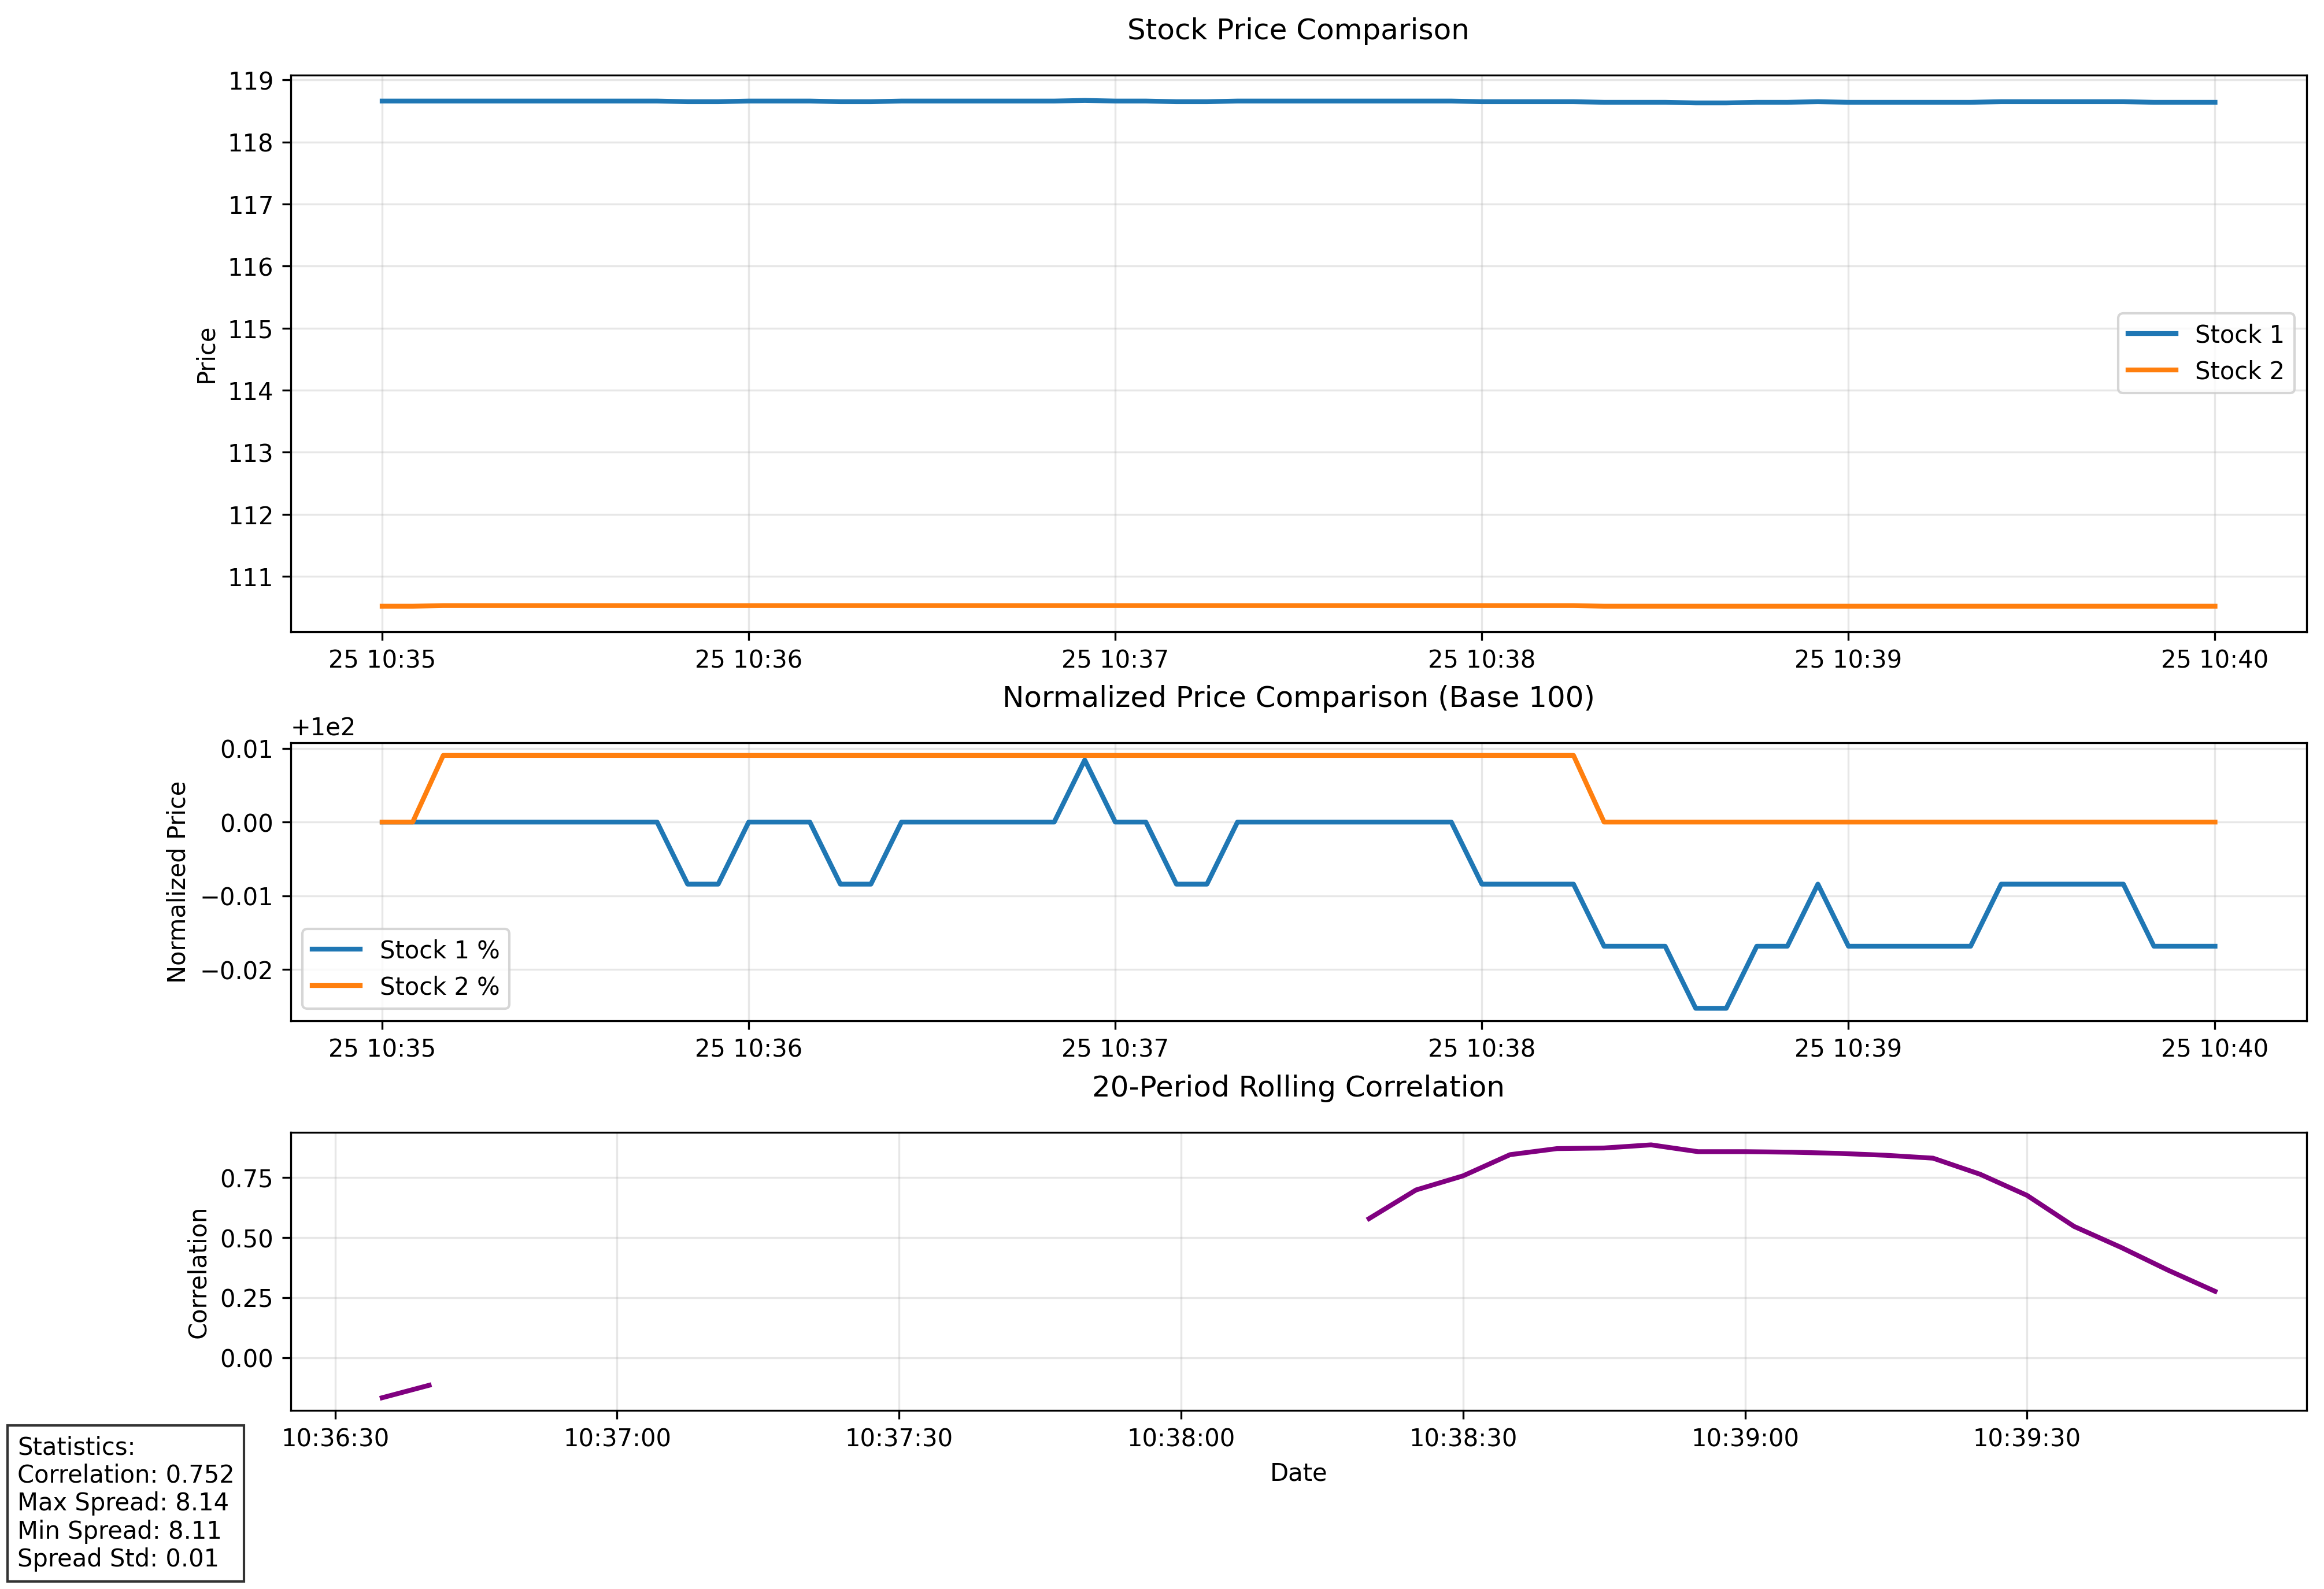 Stock Price Comparison
119
118
117
116
115
114
113
112
111
Price
Stock 1
Stock 2
25 10:35
25 10:36
25 10:37
25 10:38
25 10:39
25 10:40
Normalized Price Comparison (Base 100)
+1e2
0.01
0.00
−0.01
−0.02
Normalized Price
Stock 1 %
Stock 2 %
25 10:35
25 10:36
25 10:37
25 10:38
25 10:39
25 10:40
20-Period Rolling Correlation
0.75
0.50
0.25
0.00
Correlation
10:36:30
10:37:00
10:37:30
10:38:00
10:38:30
10:39:00
10:39:30
Date
Statistics:
Correlation: 0.752
Max Spread: 8.14
Min Spread: 8.11
Spread Std: 0.01